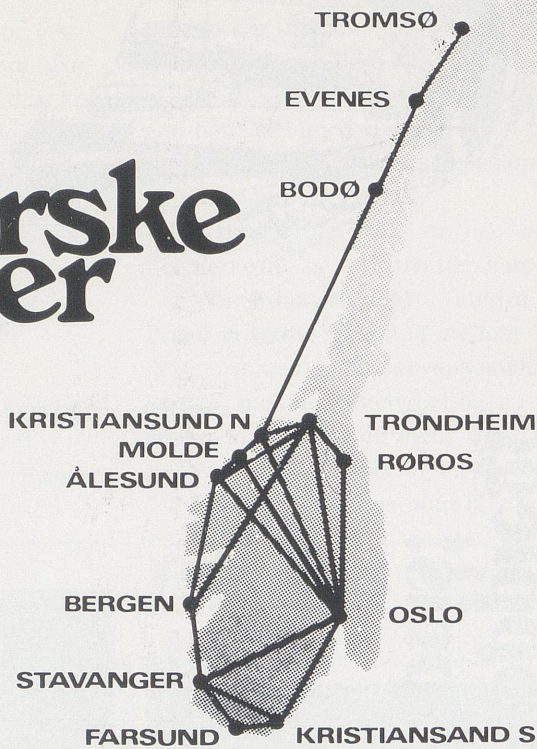 TROMSØ
EVENES
BODØ
rske
er
KRISTIANSUND N
TRONDHEIM
MOLDE
RØROS
ÅLESUND
BERGEN
OSLO
STAVANGER
FARSUND
KRISTIANSAND S